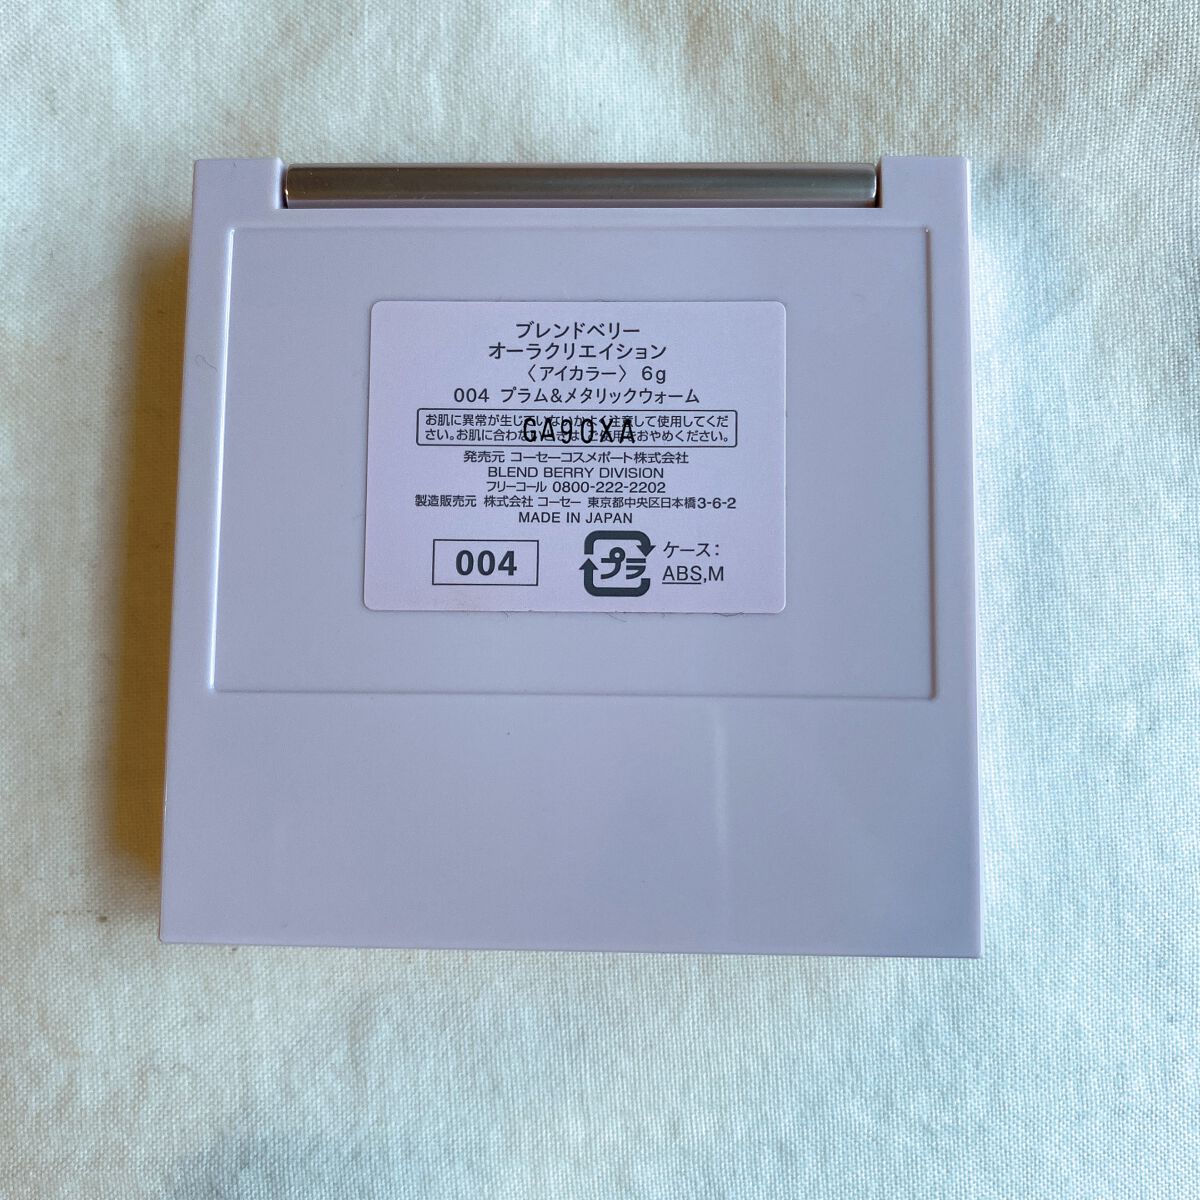 ブレンドベリー
オーラクリエイション
〈アイカラー〉 6g
004 プラム&メタリックウォーム
お肌に異常が生じていないかよく注意して使用してくだ
さい。お肌に合わないときは、ご使用をおやめください。
GA90XA
発売元 コーセーコスメポート株式会社
BLEND BERRY DIVISION
フリーコール 0800-222-2202
製造販売元 株式会社 コーセー 東京都中央区日本橋3-6-2
MADE IN JAPAN
004
プラ
ケース:
ABS,M